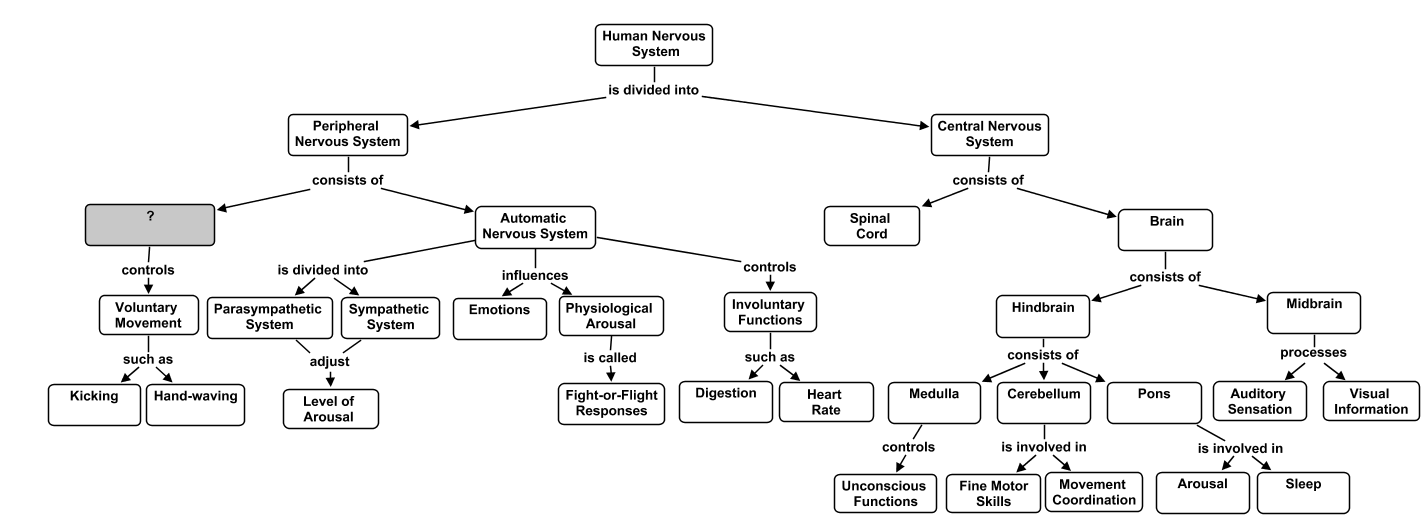 Human Nervous
System
is divided into
Peripheral
Nervous System
Central Nervous
System
consists of
consists of
?
Automatic
Nervous System
Spinal
Cord
Brain
controls
is divided into
influences
controls
consists of
Voluntary
Movement
Parasympathetic
System
Sympathetic
System
Emotions
Physiological
Arousal
Involuntary
Functions
Hindbrain
Midbrain
such as
adjust
is called
such as
consists of
processes
Kicking
Hand-waving
Level of
Arousal
Fight-or-Flight
Responses
Digestion
Heart
Rate
Medulla
Cerebellum
Pons
Auditory
Sensation
Visual
Information
controls
is involved in
is involved in
Unconscious
Functions
Fine Motor
Skills
Movement
Coordination
Arousal
Sleep